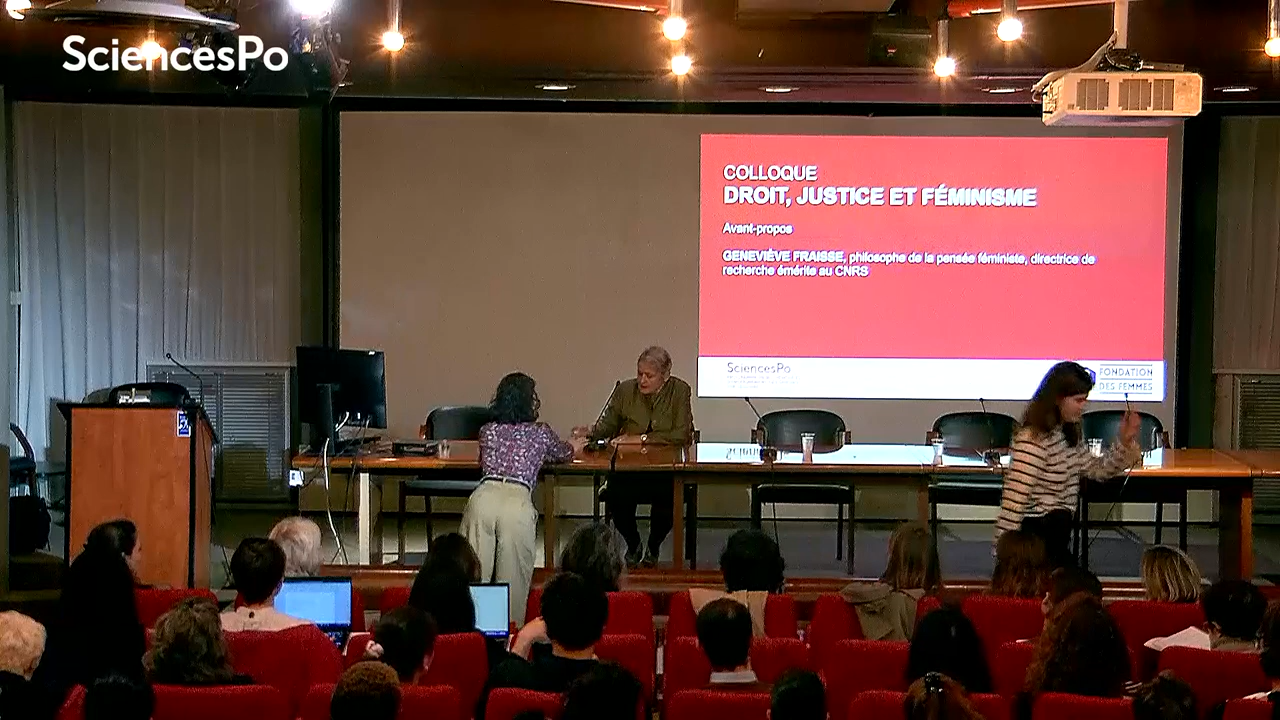 SciencesPo
COLLOQUE
DROIT, JUSTICE ET FÉMINISME
Avant-propos
GENEVIÈVE FRAISSE, philosophe de la pensée féministe, directrice de
recherche émérite au CNRS
SciencesPo
FONDATION
DES FEMMES